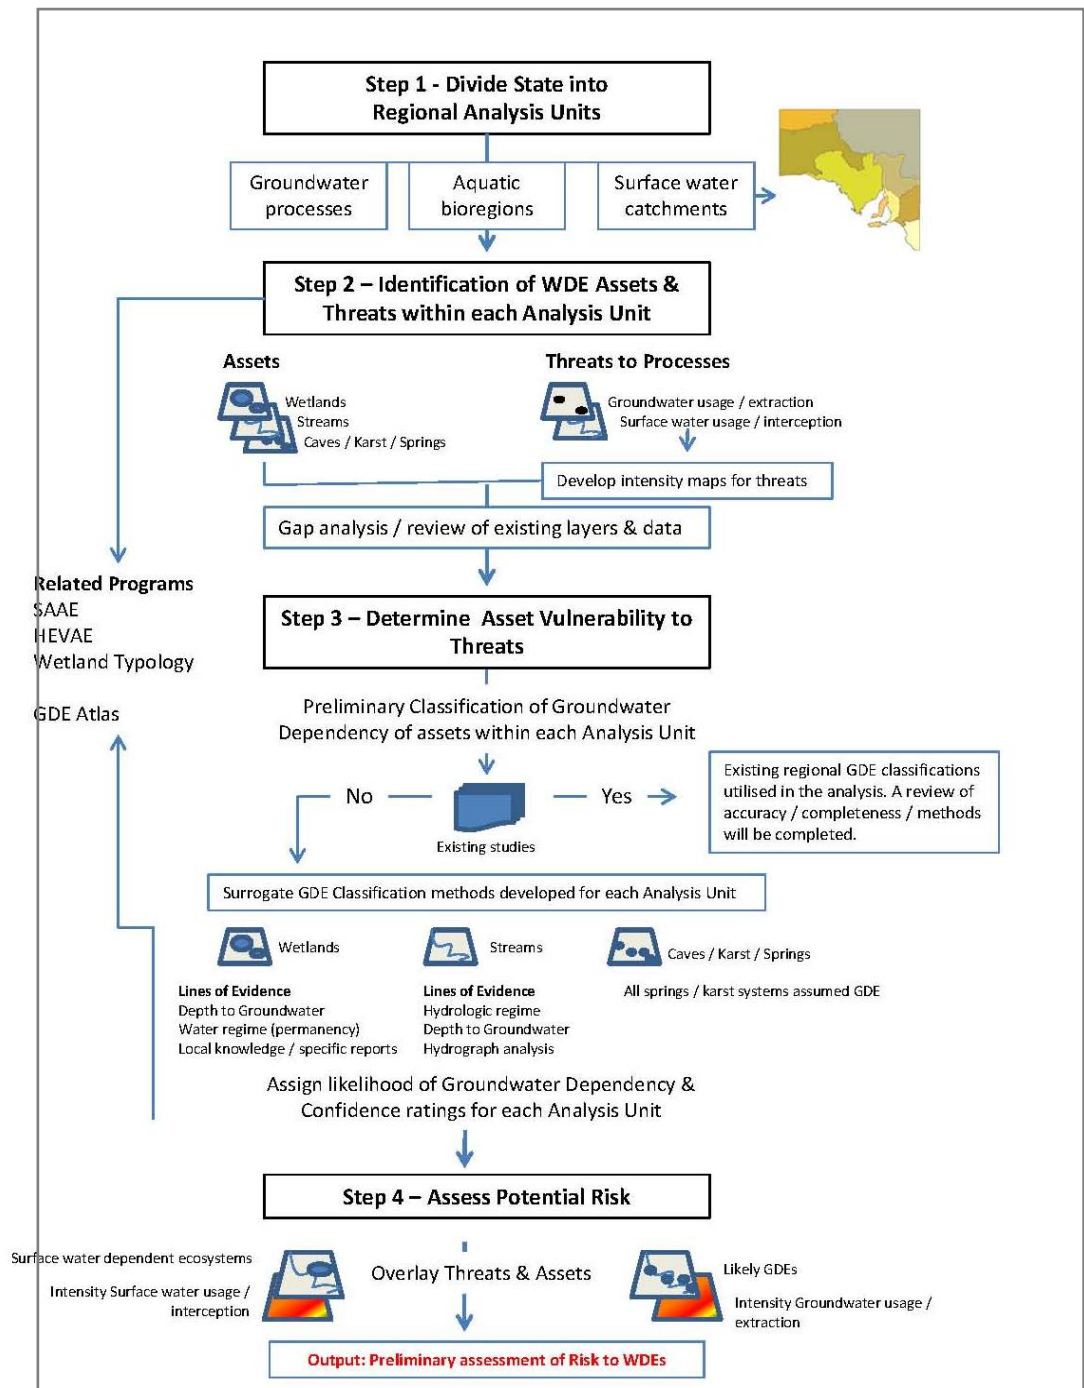 Step 1 - Divide State into
Regional Analysis Units
Groundwater
processes
Aquatic
bioregions
Surface water
catchments
Step 2 – Identification of WDE Assets &
Threats within each Analysis Unit
Assets
Wetlands
Streams
Caves / Karst / Springs
Threats to Processes
Groundwater usage / extraction
Surface water usage / interception
Develop intensity maps for threats
Gap analysis / review of existing layers & data
Related Programs
SAAE
HEVAE
Wetland Typology
GDE Atlas
Step 3 – Determine Asset Vulnerability to
Threats
Preliminary Classification of Groundwater
Dependency of assets within each Analysis Unit
No
Yes
Existing studies
Existing regional GDE classifications
utilised in the analysis. A review of
accuracy / completeness / methods
will be completed.
Surrogate GDE Classification methods developed for each Analysis Unit
Wetlands
Lines of Evidence
Depth to Groundwater
Water regime (permanency)
Local knowledge / specific reports
Streams
Lines of Evidence
Hydrologic regime
Depth to Groundwater
Hydrograph analysis
Caves / Karst / Springs
All springs / karst systems assumed GDE
Assign likelihood of Groundwater Dependency &
Confidence ratings for each Analysis Unit
Step 4 – Assess Potential Risk
Surface water dependent ecosystems
Intensity Surface water usage /
interception
Overlay Threats & Assets
Likely GDEs
Intensity Groundwater usage /
extraction
Output: Preliminary assessment of Risk to WDEs